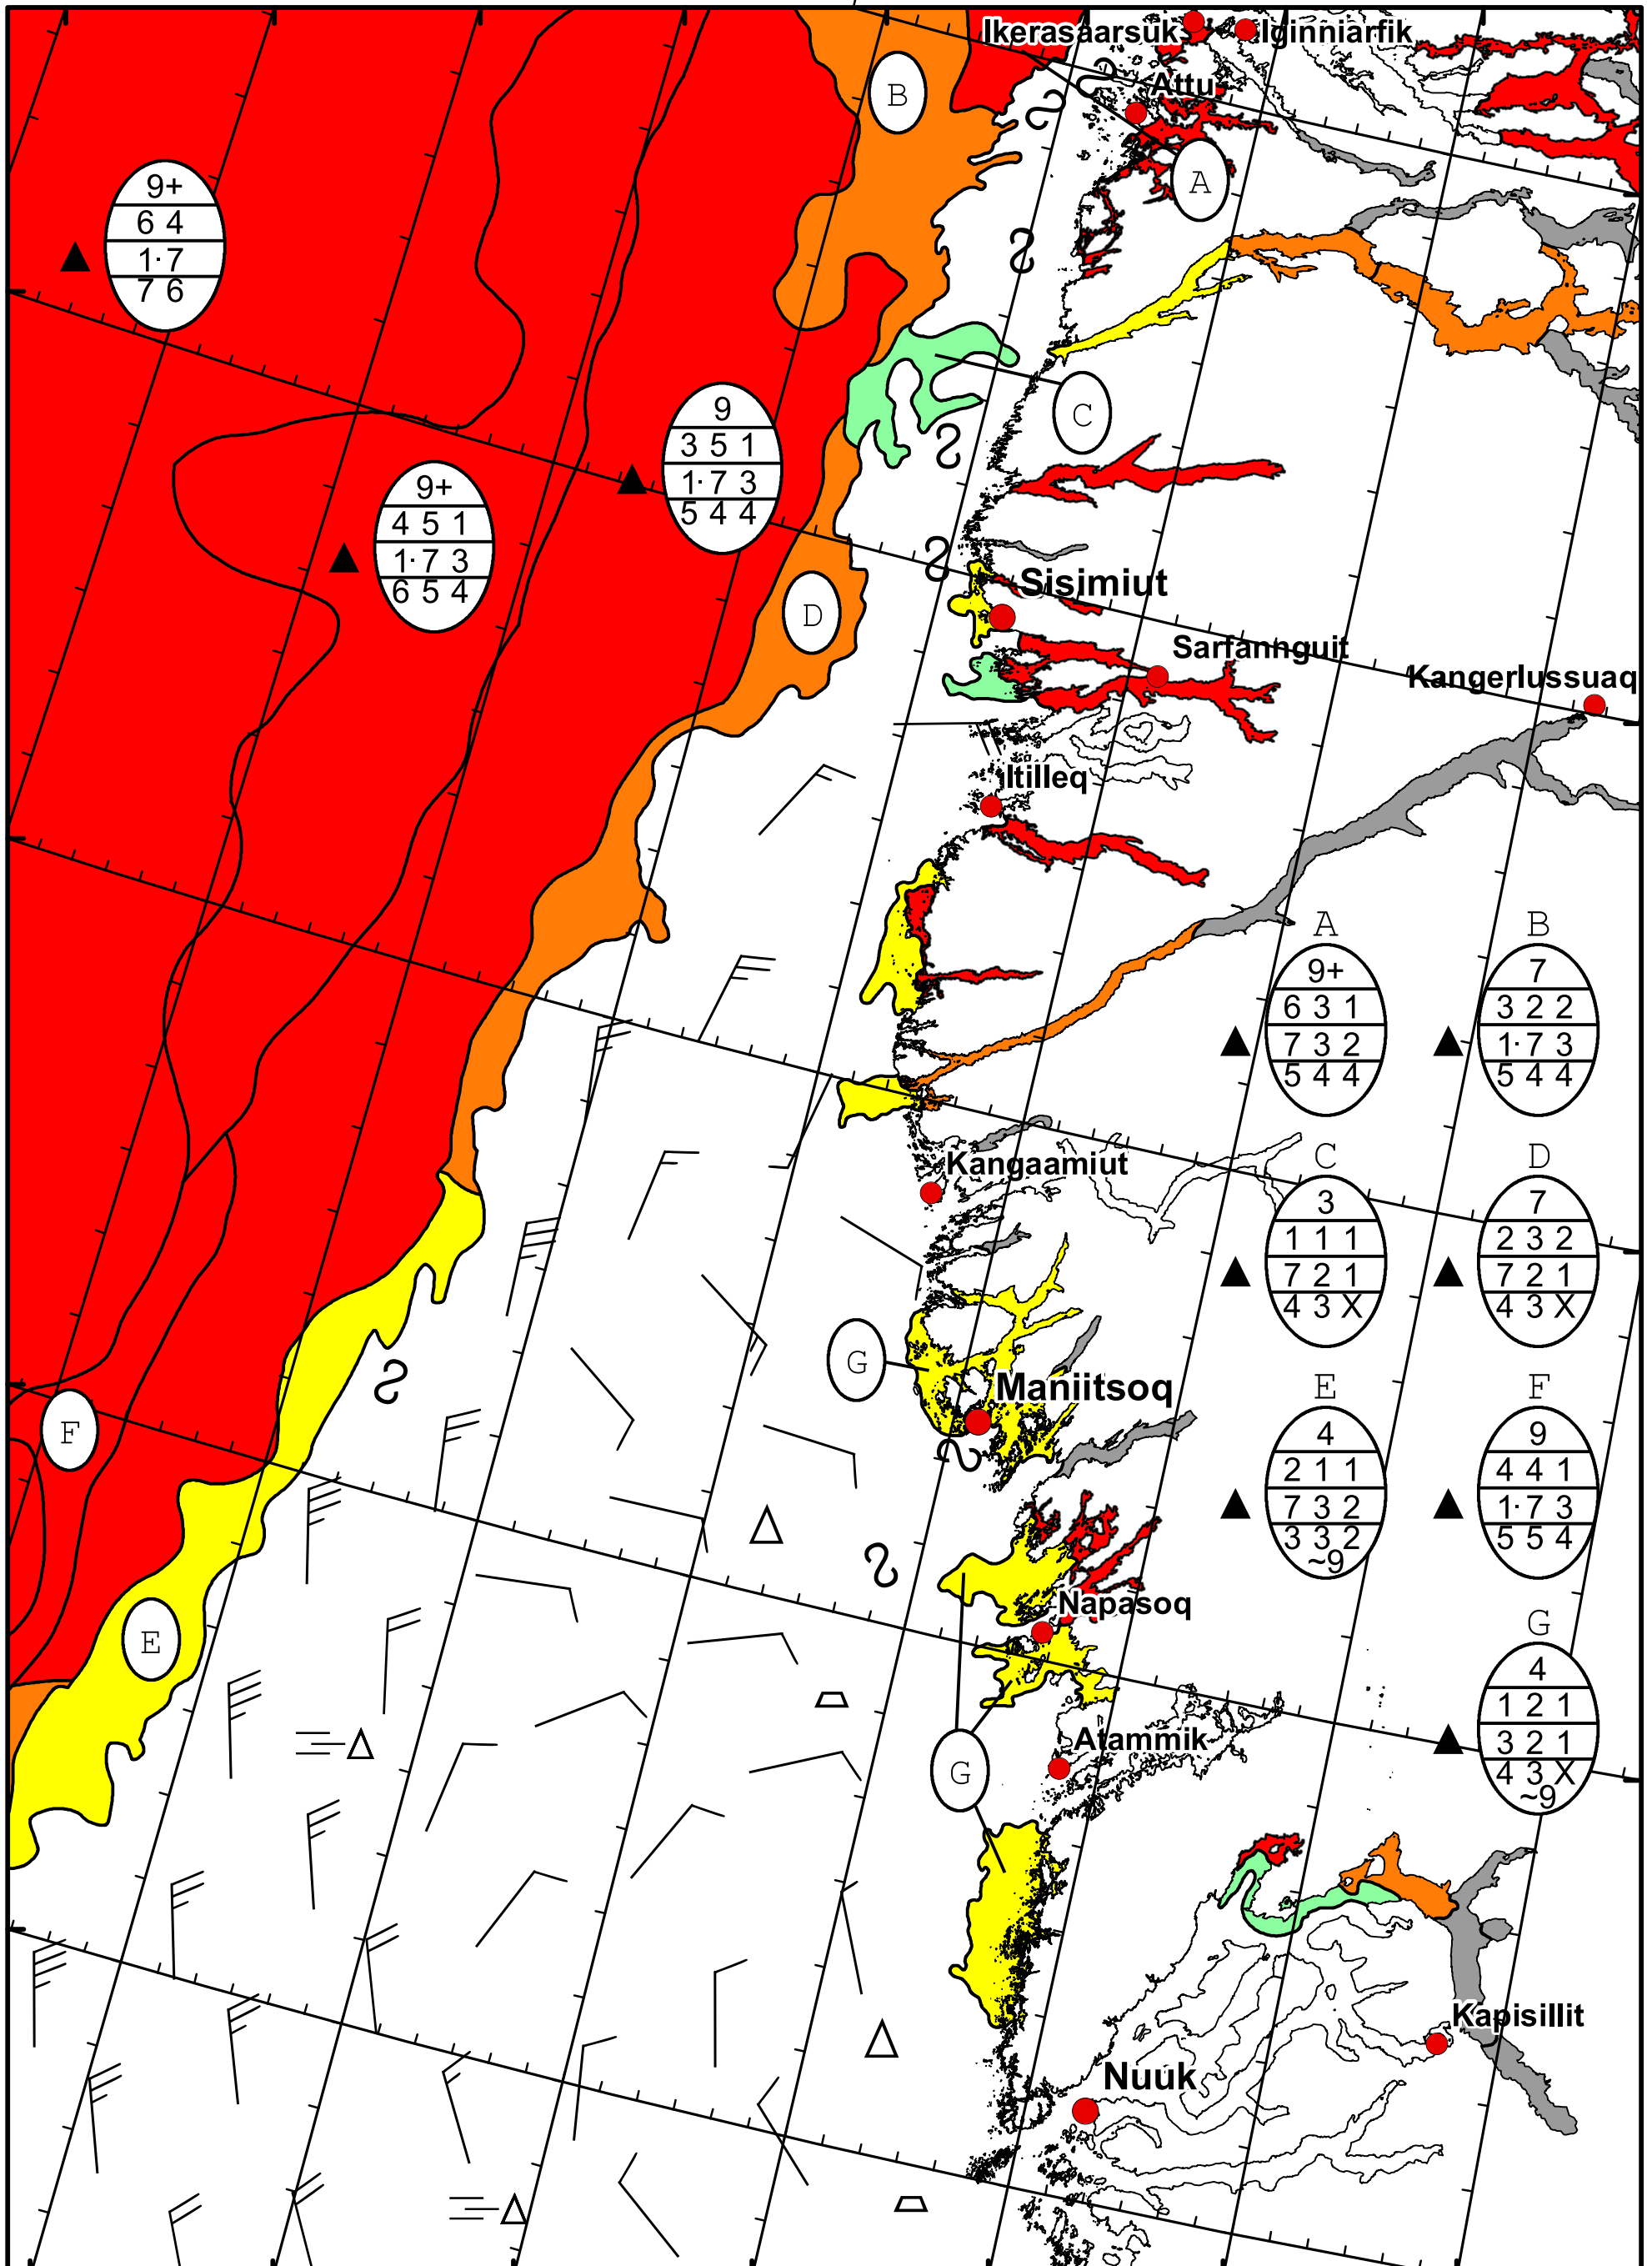 Ikerasaarsuk
Iginniarfik
Attu
B
A
9+
6 4
1· 7
7 6
C
9
3 5 1
1· 7 3
5 4 4
9+
4 5 1
1· 7 3
6 5 4
D
Sisimiut
Sarfannguit
Kangerlussuaq
Itilleq
A
9+
6 3 1
7 3 2
5 4 4
B
7
3 2 2
1· 7 3
5 4 4
Kangaamiut
C
3
1 1 1
7 2 1
4 3 X
D
7
2 3 2
7 2 1
4 3 X
G
Maniitsoq
F
E
4
2 1 1
7 3 2
3 3 2
~9
F
9
4 4 1
1· 7 3
5 5 4
Napasoq
E
G
4
1 2 1
3 2 1
4 3 X
~9
Atammik
G
Kapisillit
Nuuk